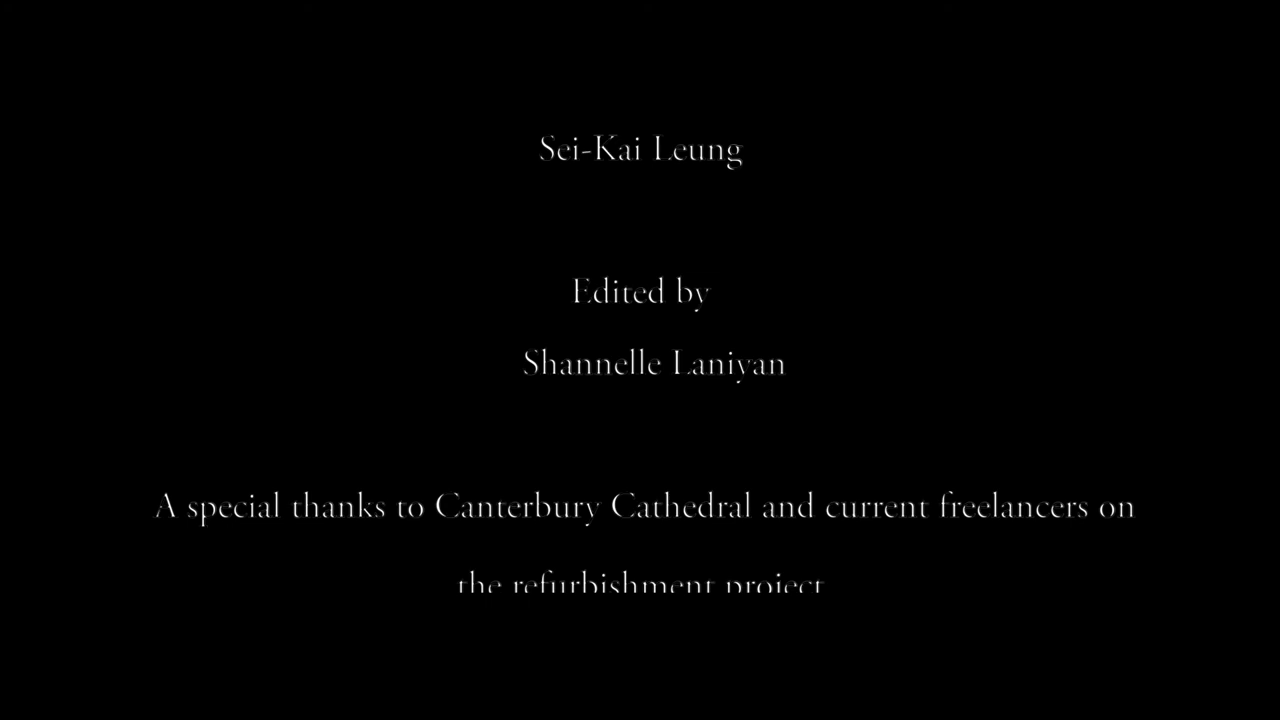 Sei-Kai Leung
Edited by
Shannelle Laniyan
A special thanks to Canterbury Cathedral and current freelancers on
the refurbishment project